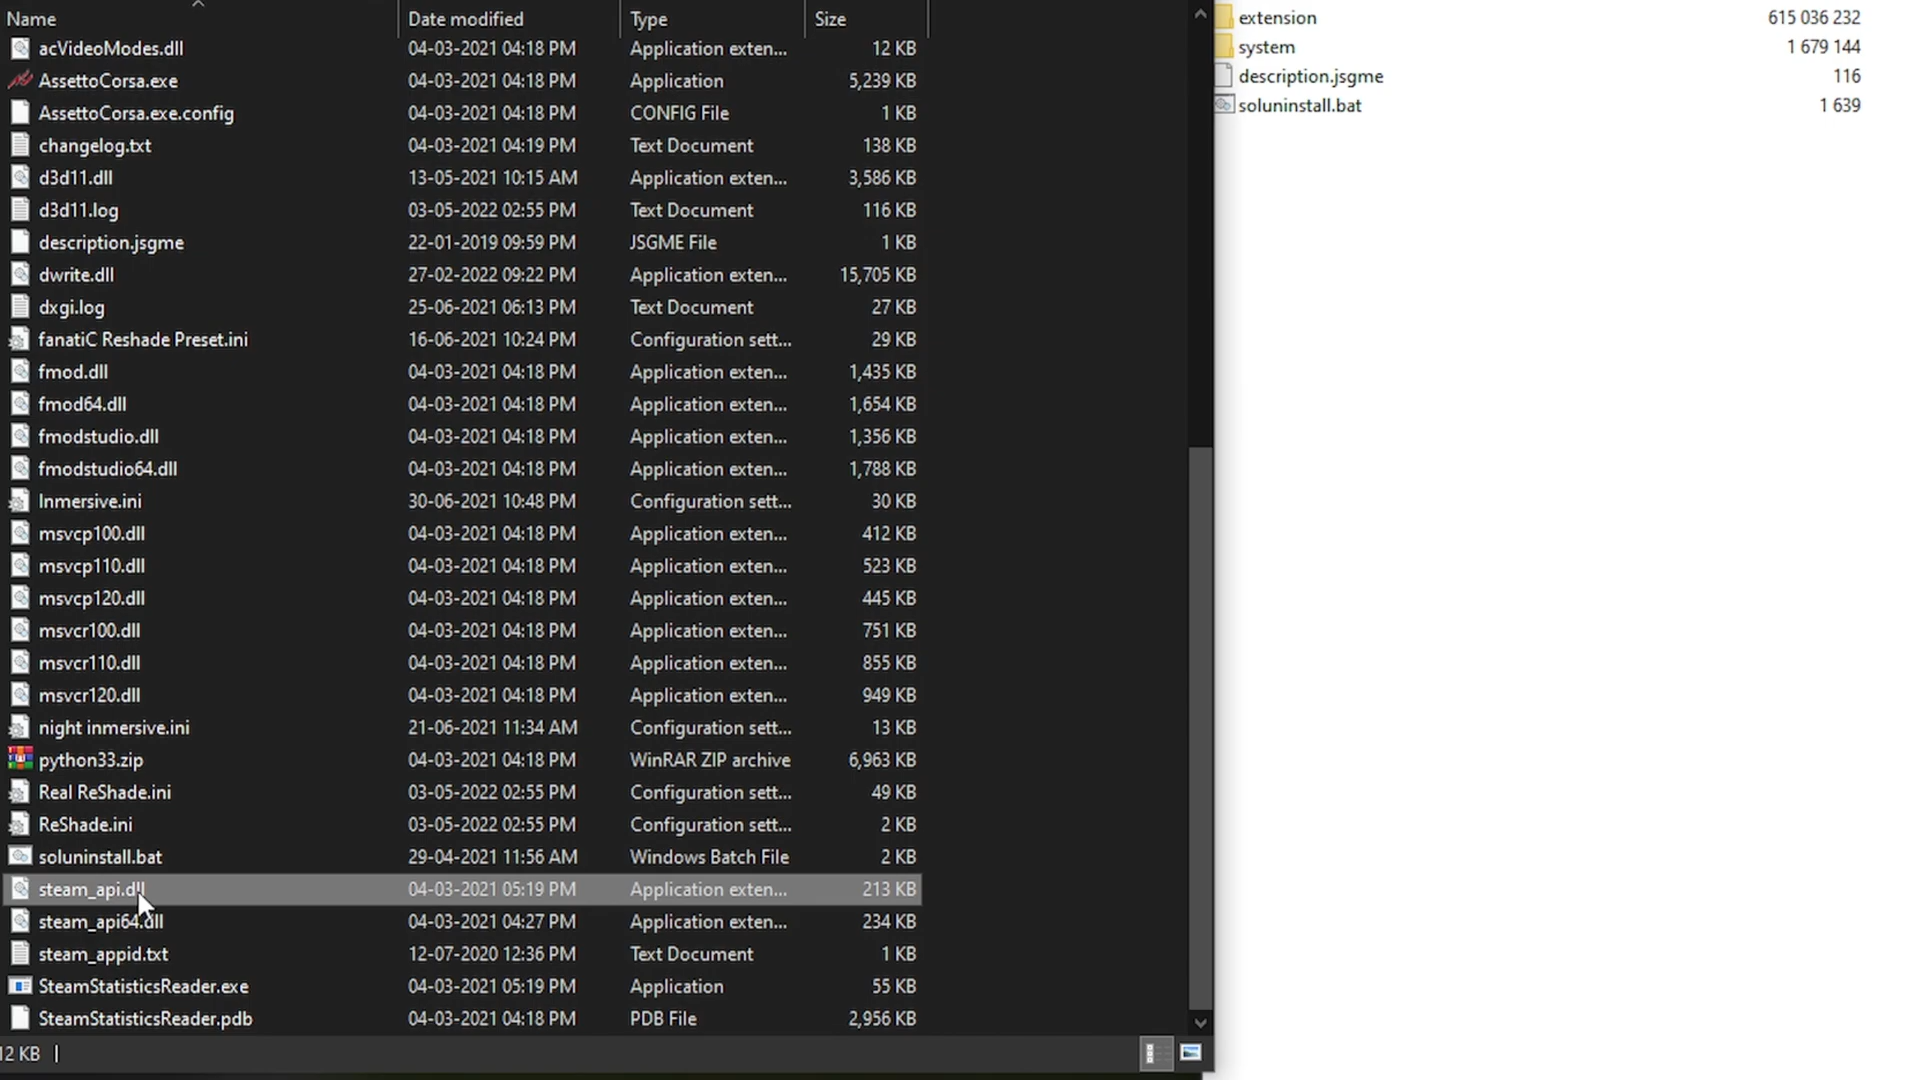 Name Date modified Type Size
acVideoModes.dll 04-03-2021 04:18 PM Application exten... 12 KB
AssettoCorsa.exe 04-03-2021 04:18 PM Application 5,239 KB
AssettoCorsa.exe.config 04-03-2021 04:18 PM CONFIG File 1 KB
changelog.txt 04-03-2021 04:19 PM Text Document 138 KB
d3d11.dll 13-05-2021 10:15 AM Application exten... 3,586 KB
d3d11.log 03-05-2022 02:55 PM Text Document 116 KB
description.jsgme 22-01-2019 09:59 PM JSGME File 1 KB
dwrite.dll 27-02-2022 09:22 PM Application exten... 15,705 KB
dxgi.log 25-06-2021 06:13 PM Text Document 27 KB
fanatiC Reshade Preset.ini 16-06-2021 10:24 PM Configuration sett... 29 KB
fmod.dll 04-03-2021 04:18 PM Application exten... 1,435 KB
fmod64.dll 04-03-2021 04:18 PM Application exten... 1,654 KB
fmodstudio.dll 04-03-2021 04:18 PM Application exten... 1,356 KB
fmodstudio64.dll 04-03-2021 04:18 PM Application exten... 1,788 KB
Inmersive.ini 30-06-2021 10:48 PM Configuration sett... 30 KB
msvcp100.dll 04-03-2021 04:18 PM Application exten... 412 KB
msvcp110.dll 04-03-2021 04:18 PM Application exten... 523 KB
msvcp120.dll 04-03-2021 04:18 PM Application exten... 445 KB
msvcr100.dll 04-03-2021 04:18 PM Application exten... 751 KB
msvcr110.dll 04-03-2021 04:18 PM Application exten... 855 KB
msvcr120.dll 04-03-2021 04:18 PM Application exten... 949 KB
night inmersive.ini 21-06-2021 11:34 AM Configuration sett... 13 KB
python33.zip 04-03-2021 04:18 PM WinRAR ZIP archive 6,963 KB
Real ReShade.ini 03-05-2022 02:55 PM Configuration sett... 49 KB
ReShade.ini 03-05-2022 02:55 PM Configuration sett... 2 KB
soluninstall.bat 29-04-2021 11:56 AM Windows Batch File 2 KB
steam_api.dll 04-03-2021 05:19 PM Application exten... 213 KB
steam_api64.dll 04-03-2021 04:27 PM Application exten... 234 KB
steam_appid.txt 12-07-2020 12:36 PM Text Document 1 KB
SteamStatisticsReader.exe 04-03-2021 05:19 PM Application 55 KB
SteamStatisticsReader.pdb 04-03-2021 04:18 PM PDB File 2,956 KB
12 KB
extension 615 036 232
system 1 679 144
description.jsgme 116
soluninstall.bat 1 639